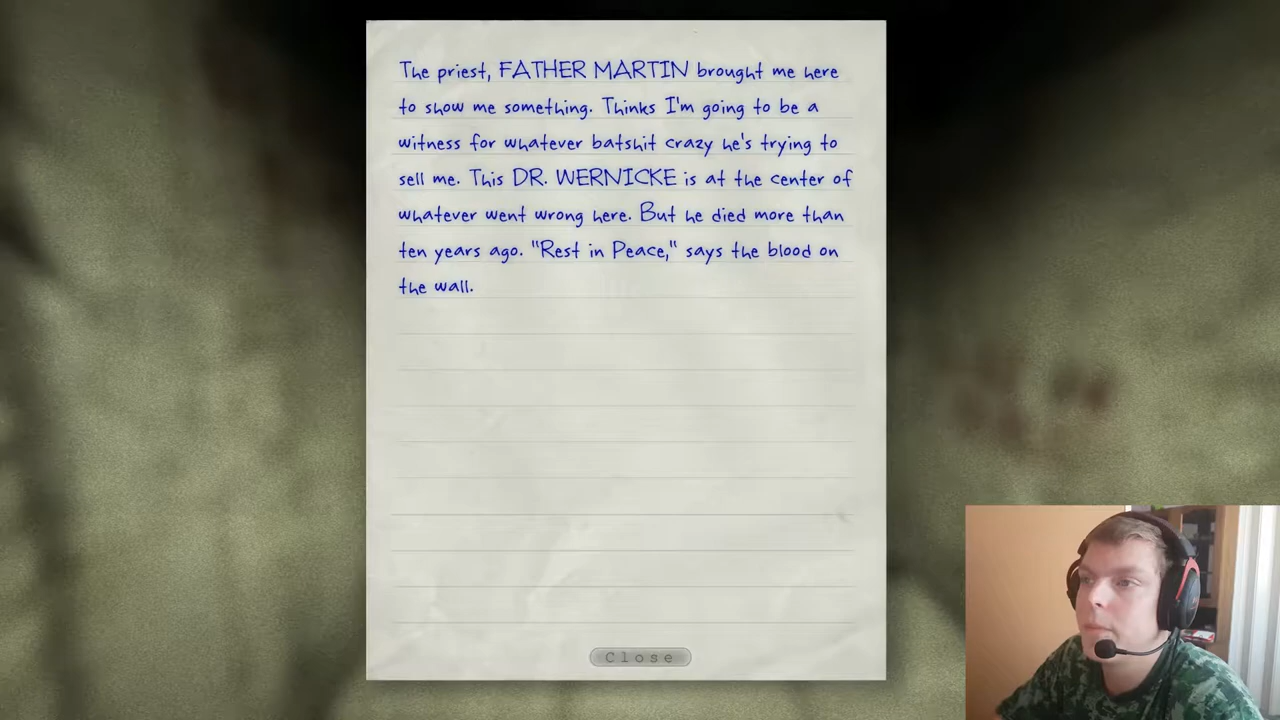 The priest, FATHER MARTIN brought me here
to show me something. Thinks I'm going to be a
witness for whatever batshit crazy he's trying to
sell me. This DR. WERNICKE is at the center of
whatever went wrong here. But he died more than
ten years ago. "Rest in Peace," says the blood on
the wall.
Close